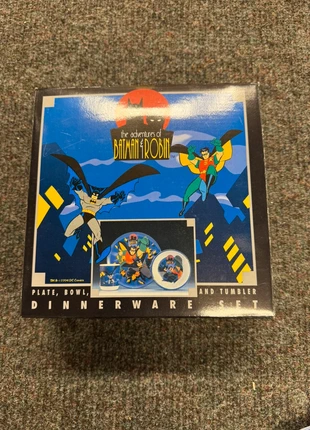 the adventures of
BATMAN & ROBIN
PLATE, BOWL, AND TUMBLER
DINNERWARE SET